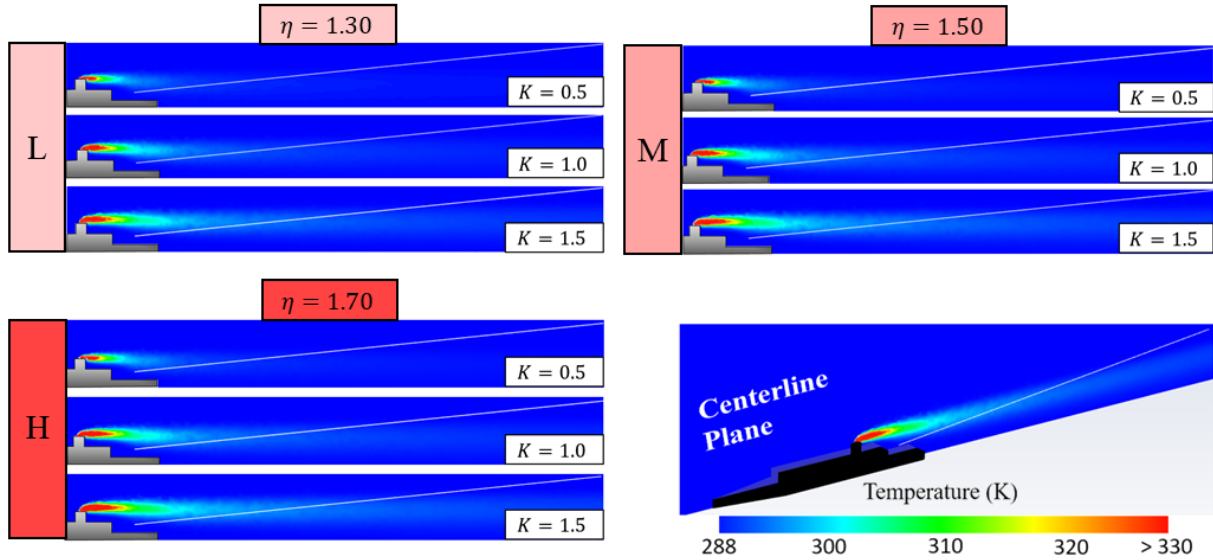 η = 1.30
L
K = 0.5
K = 1.0
K = 1.5
η = 1.50
M
K = 0.5
K = 1.0
K = 1.5
η = 1.70
H
K = 0.5
K = 1.0
K = 1.5
Centerline
Plane
Temperature (K)
288 300 310 320 > 330